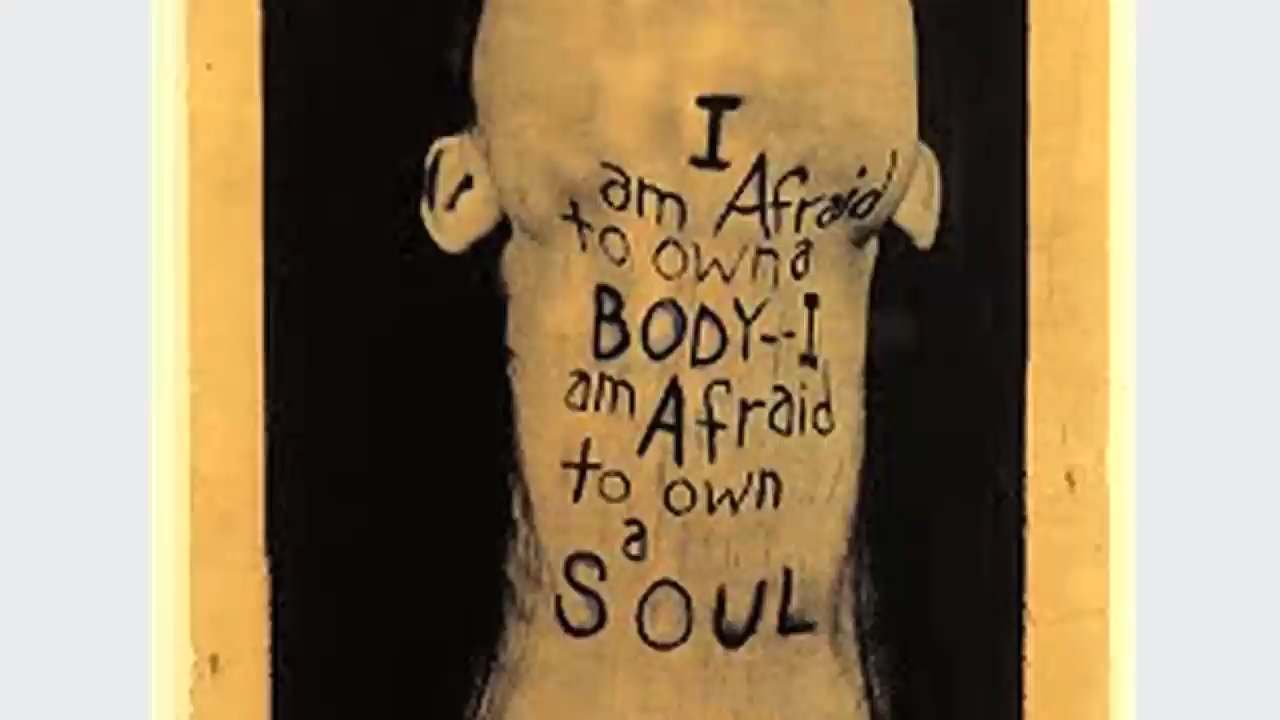 I
am Afraid
to own a
BODY--I
am Afraid
to own
a
SOUL